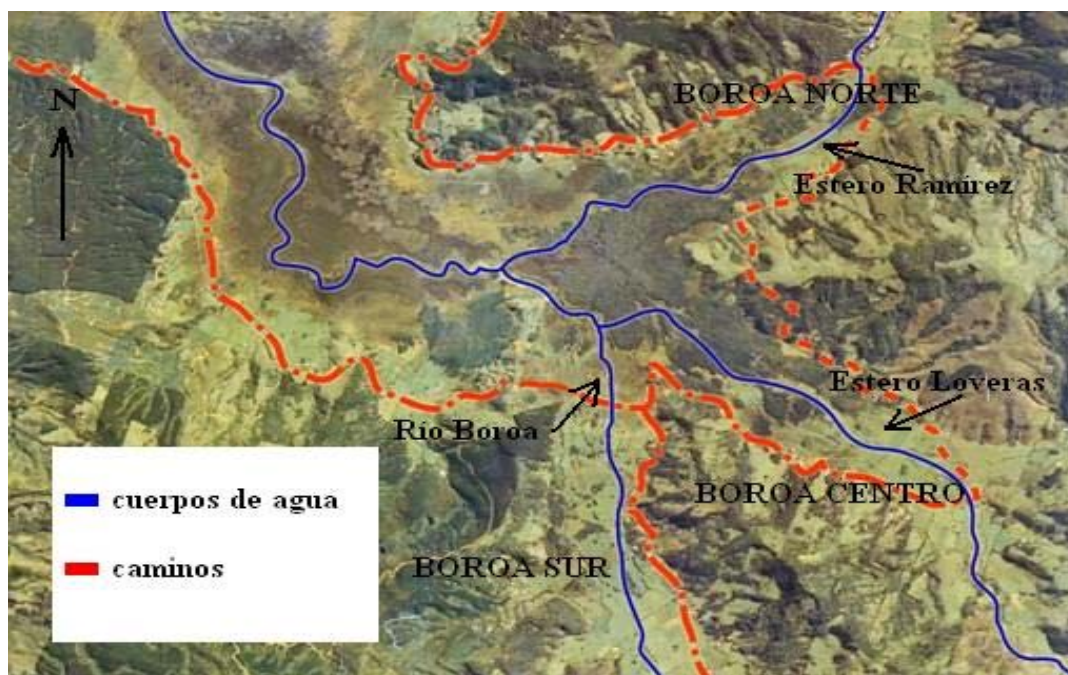 N
BOROA NORTE
Estero Ramírez
Estero Loveras
Río Boroa
BOROA CENTRO
BOROA SUR
cuerpos de agua
caminos